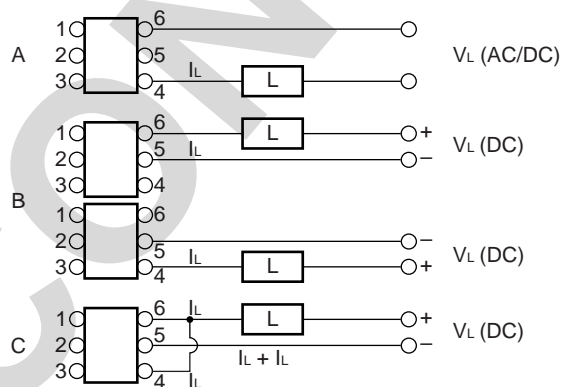 1 6
A 2 5 VL (AC/DC)
3 IL L
4
1 6 L + VL (DC)
2 5 IL –
3 4
B
1 6
2 – VL (DC)
5
3 IL L +
4
1 6 IL L + VL (DC)
C 2 5 –
IL + IL
3 4 IL
CON